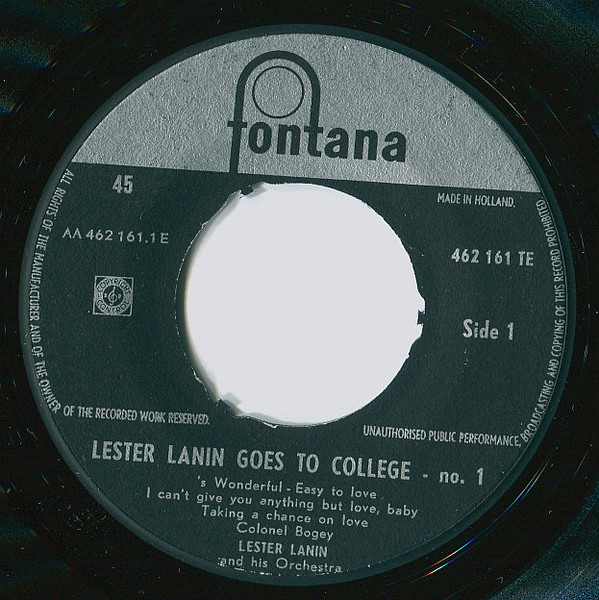 fontana
45
MADE IN HOLLAND.
AA 462 161.1 E
462 161 TE
Side 1
ALL RIGHTS OF THE MANUFACTURER AND OF THE OWNER OF THE RECORDED WORK RESERVED.
UNAUTHORISED PUBLIC PERFORMANCE, BROADCASTING AND COPYING OF THIS RECORD PROHIBITED
LESTER LANIN GOES TO COLLEGE - no. 1
's Wonderful - Easy to love
I can't give you anything but love, baby
Taking a chance on love
Colonel Bogey
LESTER LANIN
and his Orchestra